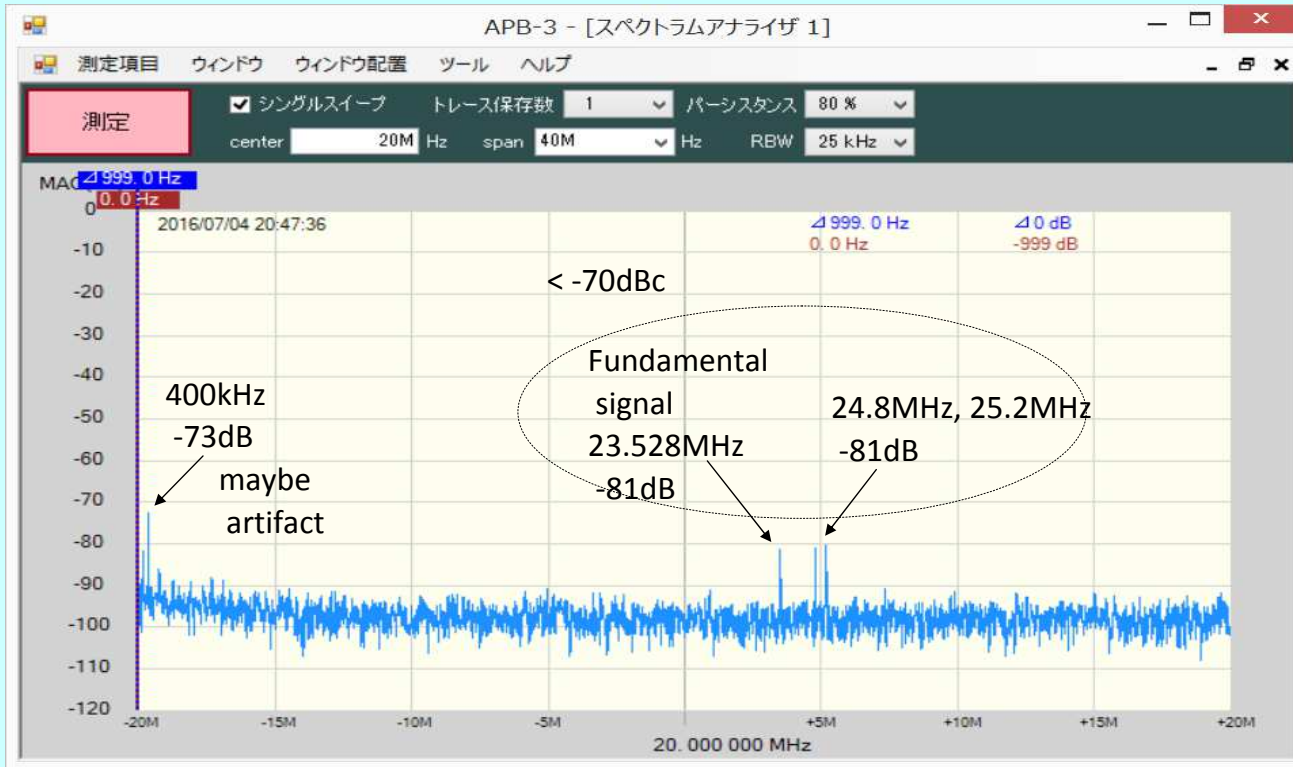 APB-3 - [スペクトラムアナライザ 1]
測定項目 ウィンドウ ウィンドウ配置 ツール ヘルプ
測定
シングルスイープ トレース保存数 1 パーシスタンス 80 %
center 20M Hz span 40M Hz RBW 25 kHz
⊿999. 0 Hz
0. 0 Hz
2016/07/04 20:47:36
⊿999. 0 Hz ⊿0 dB
0. 0 Hz -999 dB
0
-10
-20
-30
-40
-50
-60
-70
-80
-90
-100
-110
-120
< -70dBc
Fundamental
signal
23.528MHz
-81dB
24.8MHz, 25.2MHz
-81dB
400kHz
-73dB
maybe
artifact
-20M -15M -10M -5M +5M +10M +15M +20M
20. 000 000 MHz